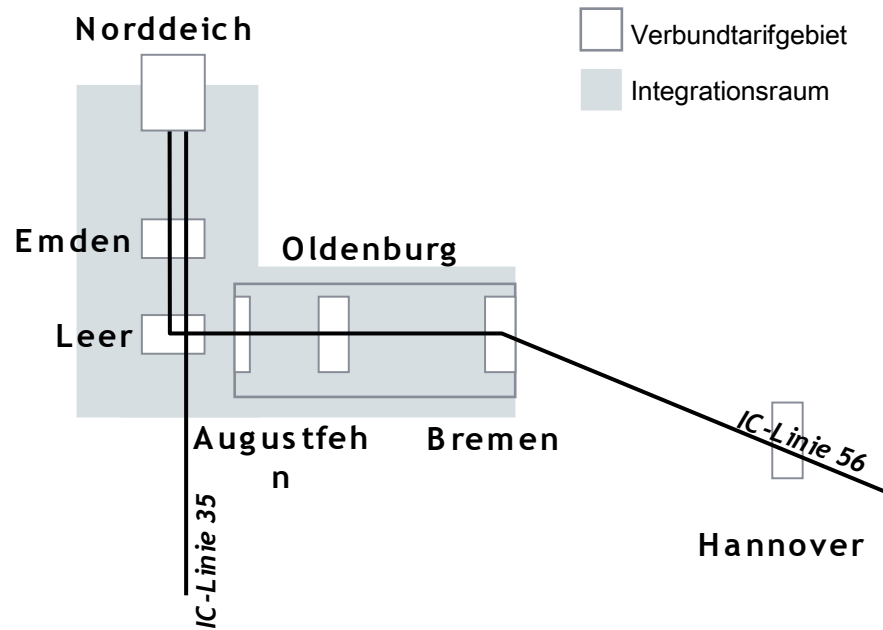 Norddeich
Verbundtarifgebiet
Integrationsraum
Emden
Oldenburg
Leer
Augustfeh
n
Bremen
IC-Linie 56
IC-Linie 35
Hannover